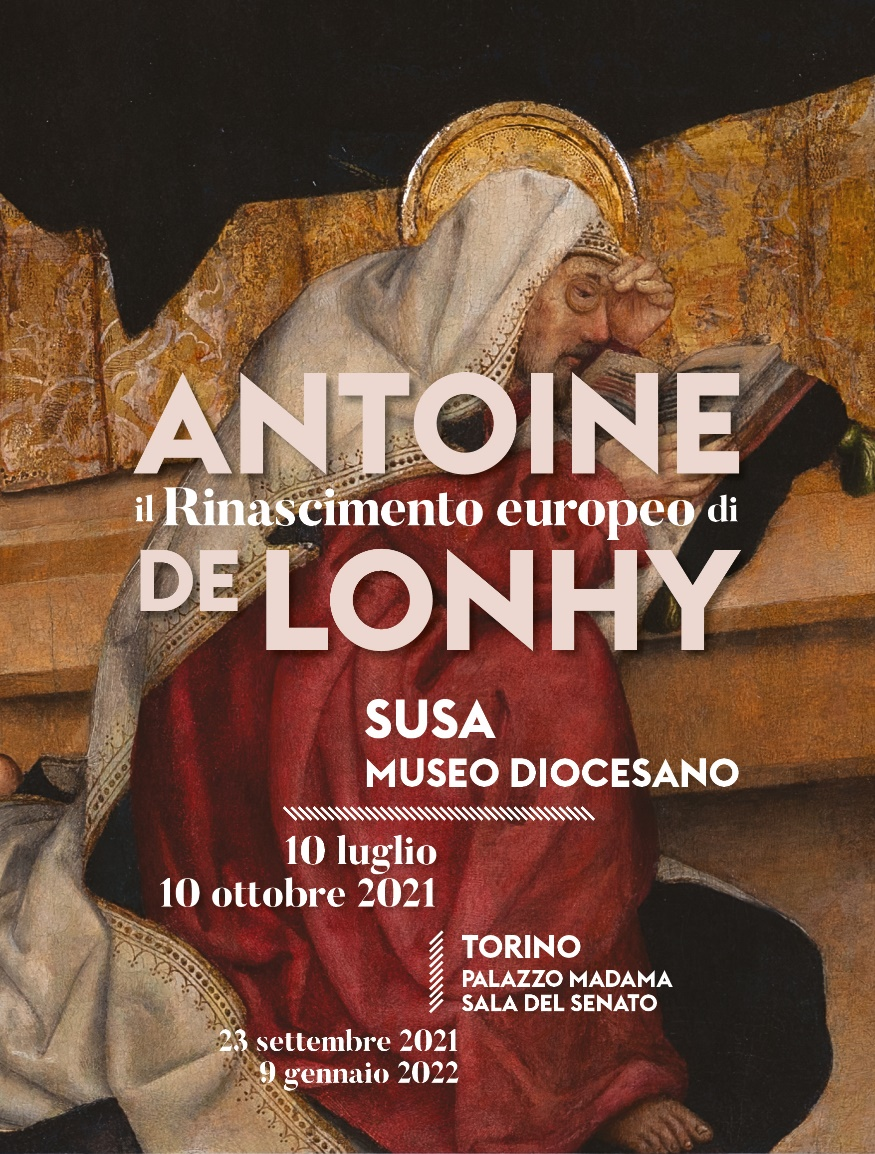 ANTOINE
il Rinascimento europeo di
DE LONHY
SUSA
MUSEO DIOCESANO
10 luglio
10 ottobre 2021
TORINO
PALAZZO MADAMA
SALA DEL SENATO
23 settembre 2021
9 gennaio 2022